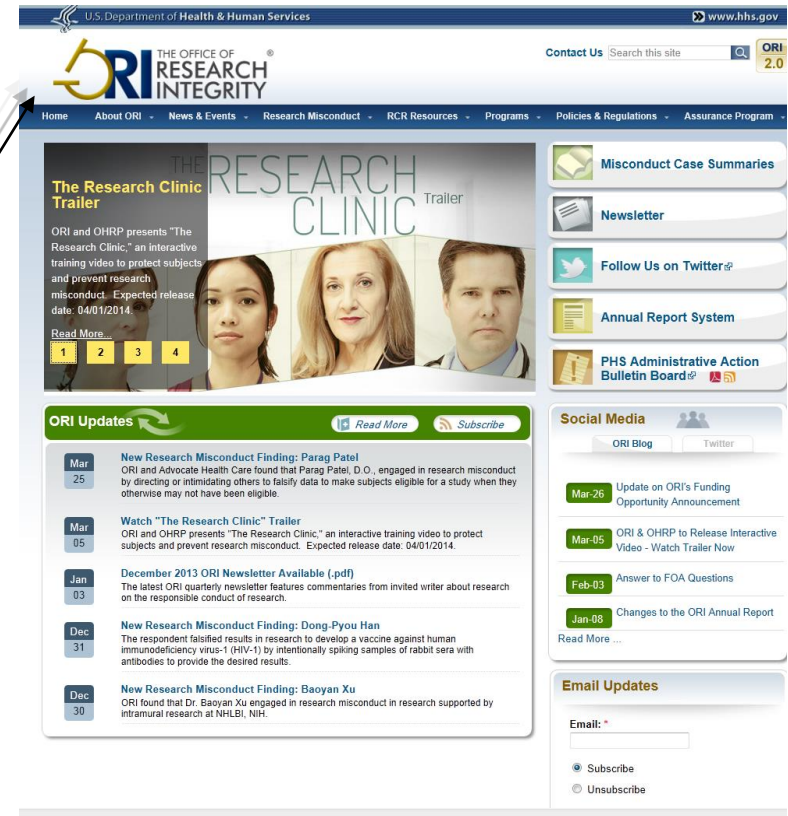 U.S. Department of Health & Human Services
www.hhs.gov
ORI THE OFFICE OF
RESEARCH
INTEGRITY
®
Contact Us Search this site
ORI
2.0
Home About ORI News & Events Research Misconduct RCR Resources Programs Policies & Regulations Assurance Program
THE RESEARCH
CLINIC Trailer
The Research Clinic
Trailer
ORI and OHRP presents "The
Research Clinic," an interactive
training video to protect subjects
and prevent research
misconduct. Expected release
date: 04/01/2014.
Read More...
1 2 3 4
Misconduct Case Summaries
Newsletter
Follow Us on Twitter
Annual Report System
PHS Administrative Action
Bulletin Board
ORI Updates
Read More
Subscribe
Mar
25
New Research Misconduct Finding: Parag Patel
ORI and Advocate Health Care found that Parag Patel, D.O., engaged in research misconduct
by directing or intimidating others to falsify data to make subjects eligible for a study when they
otherwise may not have been eligible.
Mar
05
Watch "The Research Clinic" Trailer
ORI and OHRP presents "The Research Clinic," an interactive training video to protect
subjects and prevent research misconduct. Expected release date: 04/01/2014.
Jan
03
December 2013 ORI Newsletter Available (.pdf)
The latest ORI quarterly newsletter features commentaries from invited writer about research
on the responsible conduct of research.
Dec
31
New Research Misconduct Finding: Dong-Pyou Han
The respondent falsified results in research to develop a vaccine against human
immunodeficiency virus-1 (HIV-1) by intentionally spiking samples of rabbit sera with
antibodies to provide the desired results.
Dec
30
New Research Misconduct Finding: Baoyan Xu
ORI found that Dr. Baoyan Xu engaged in research misconduct in research supported by
intramural research at NHLBI, NIH.
Social Media
ORI Blog Twitter
Mar-26 Update on ORI's Funding
Opportunity Announcement
Mar-05 ORI & OHRP to Release Interactive
Video - Watch Trailer Now
Feb-03 Answer to FOA Questions
Jan-08 Changes to the ORI Annual Report
Read More ...
Email Updates
Email: *
Subscribe
Unsubscribe